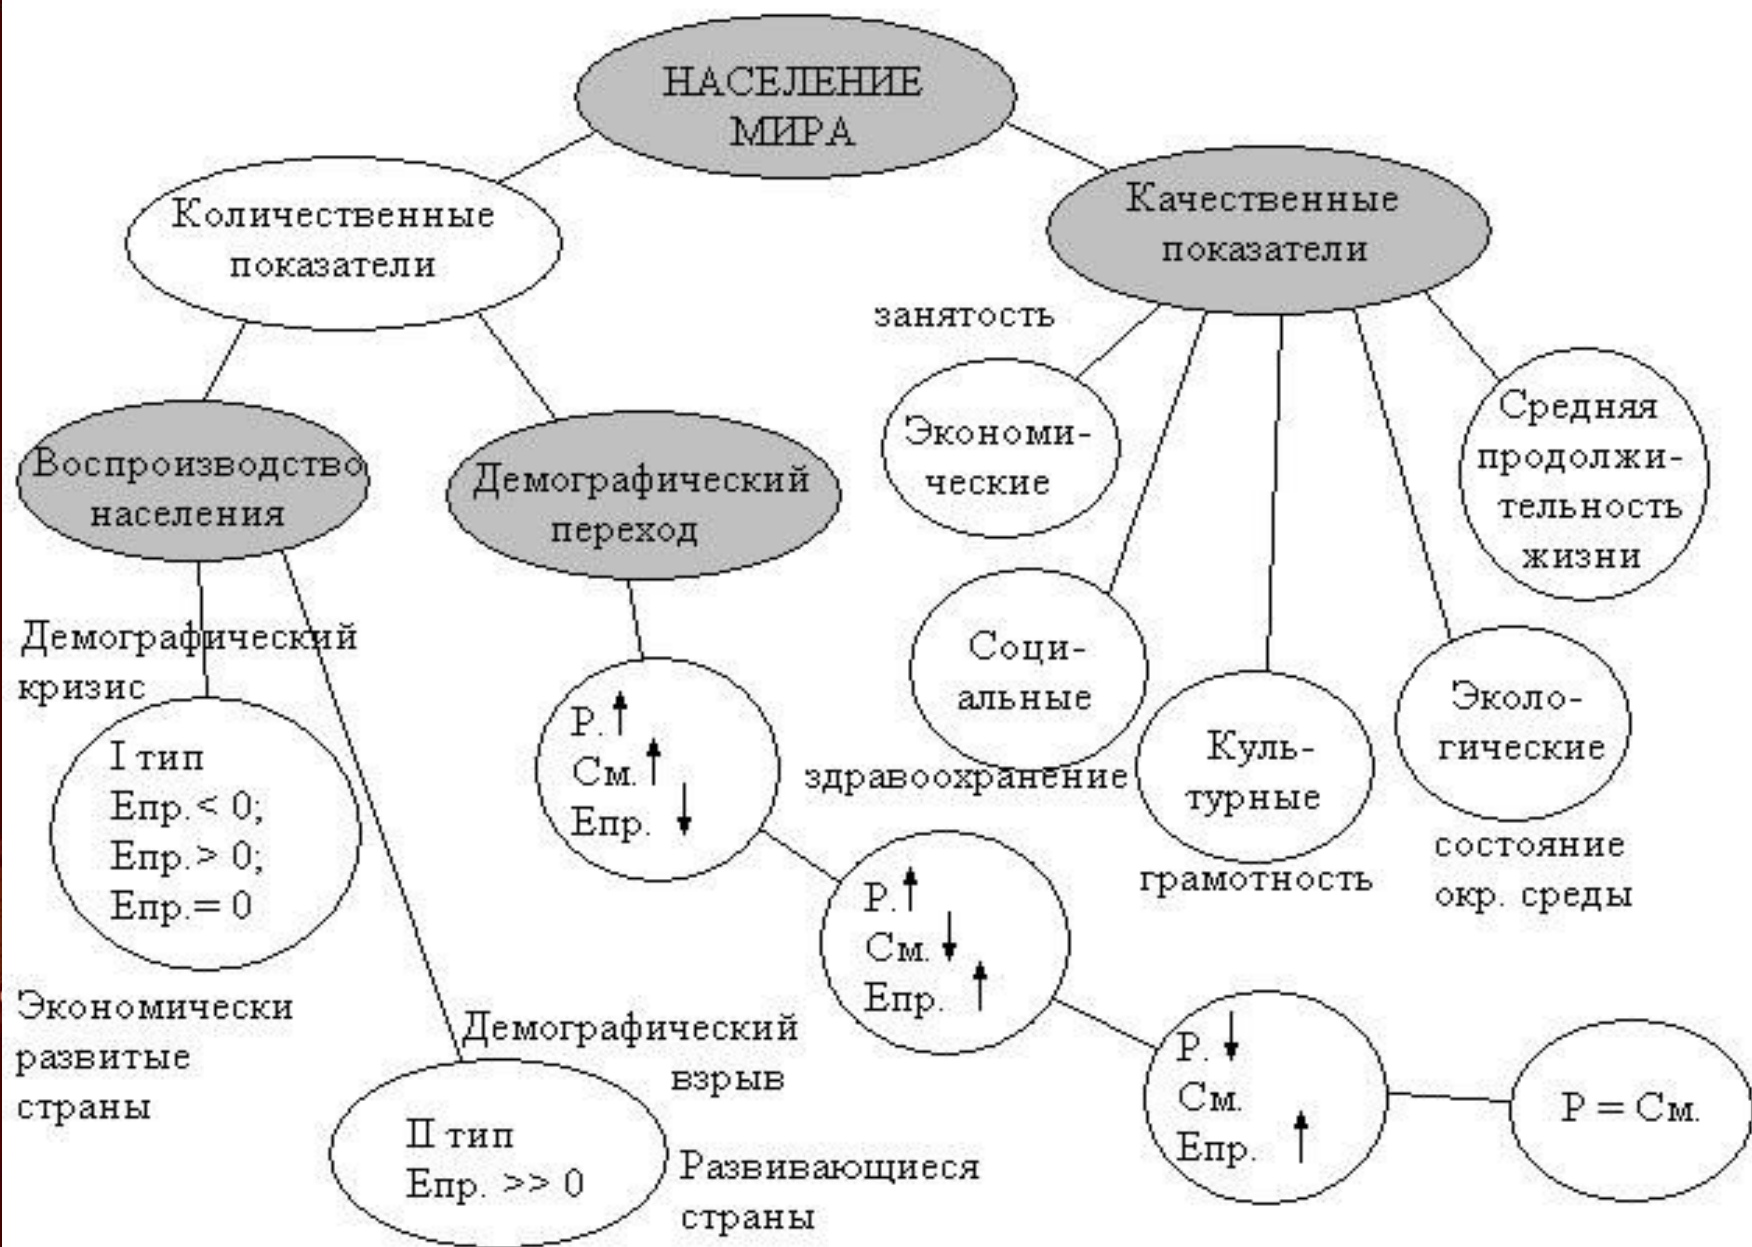 НАСЕЛЕНИЕ
МИРА
Количественные
показатели
Качественные
показатели
Воспроизводство
населения
Демографический
переход
Демографический
кризис
I тип
Епр.< 0;
Епр.> 0;
Епр.= 0
Экономически
развитые
страны
Демографический
взрыв
II тип
Епр. >> 0
Развивающиеся
страны
Р.↑
См.↑
Епр. ↓
Р.↑
См.↓
Епр. ↑
Р.↓
См.
Епр. ↑
Р = См.
занятость
Экономи-
ческие
Соци-
альные
здравоохранение
Куль-
турные
грамотность
Эколо-
гические
состояние
окр. среды
Средняя
продолжи-
тельность
жизни